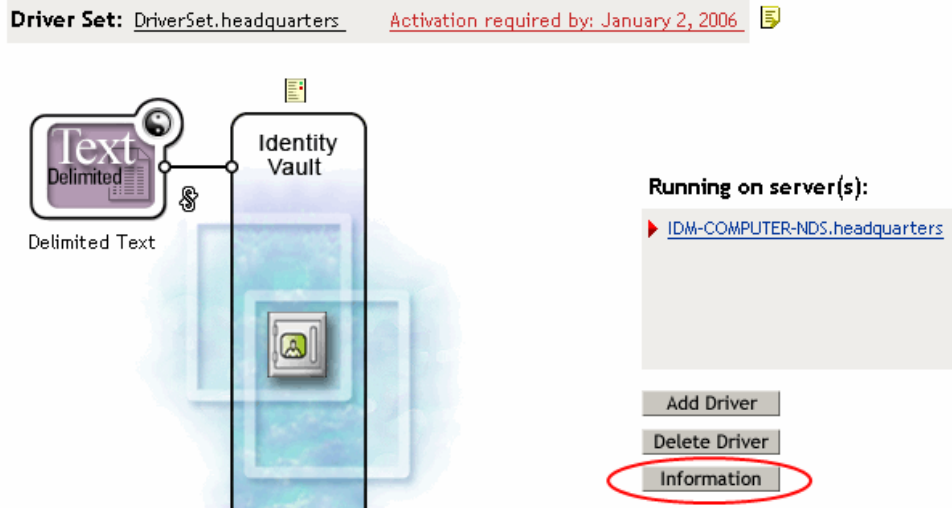 Driver Set: DriverSet.headquarters Activation required by: January 2, 2006
Identity
Vault
Text
Delimited
Delimited Text
Running on server(s):
IDM-COMPUTER-NDS.headquarters
Add Driver
Delete Driver
Information